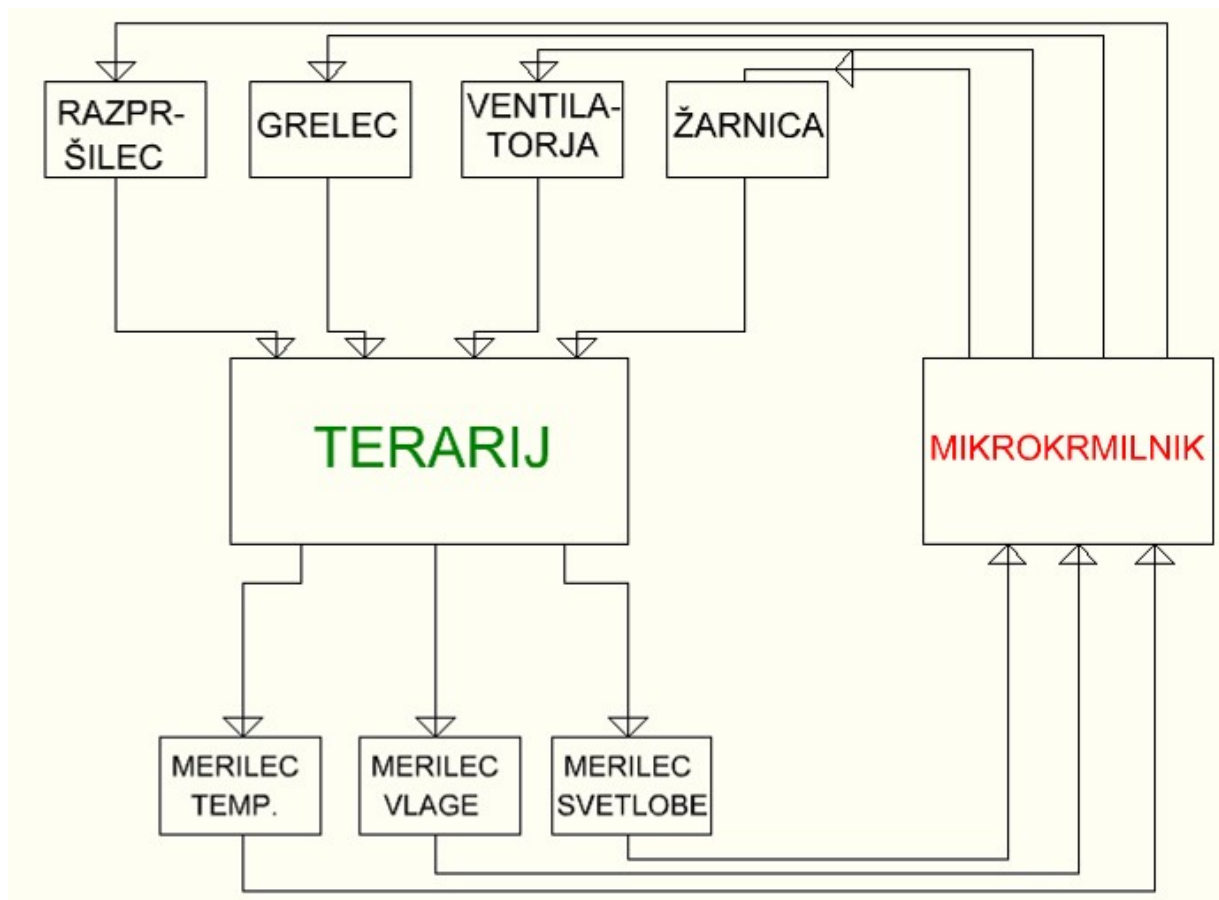 RAZPR-
ŠILEC
GRELEC
VENTILA-
TORJA
ŽARNICA
TERARIJ
MIKROKRMILNIK
MERILEC
TEMP.
MERILEC
VLAGE
MERILEC
SVETLOBE